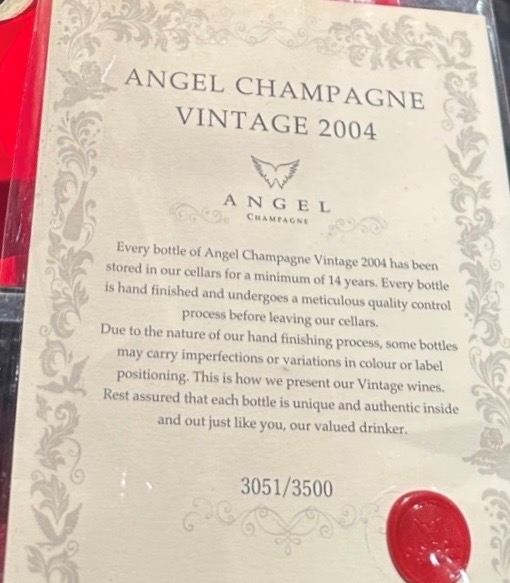 ANGEL CHAMPAGNE
VINTAGE 2004
ANGEL
CHAMPAGNE
Every bottle of Angel Champagne Vintage 2004 has been
stored in our cellars for a minimum of 14 years. Every bottle
is hand finished and undergoes a meticulous quality control
process before leaving our cellars.
Due to the nature of our hand finishing process, some bottles
may carry imperfections or variations in colour or label
positioning. This is how we present our Vintage wines.
Rest assured that each bottle is unique and authentic inside
and out just like you, our valued drinker.
3051/3500